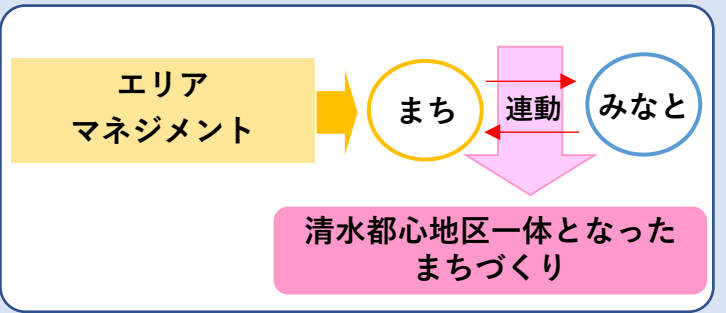 エリア
マネジメント
まち
連動
みなと
清水都心地区一体となった
まちづくり